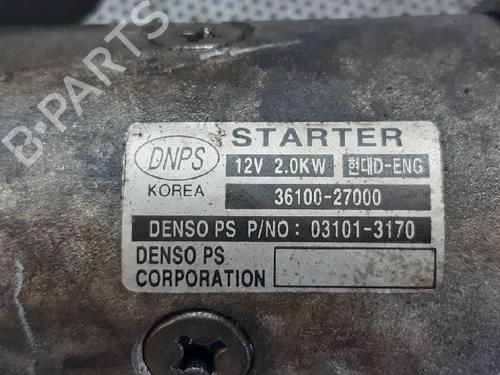 STARTER
DNPS
12V 2.0KW 현대D-ENG
KOREA
36100-27000
DENSO PS P/NO: 03101-3170
DENSO PS
CORPORATION
B-PARTS